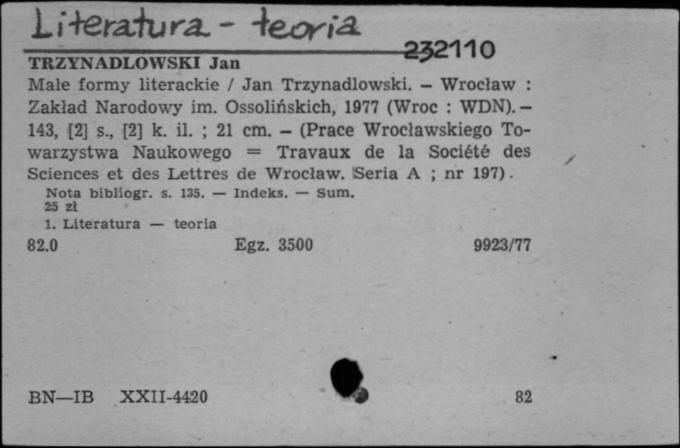 Literatura - teoria
232110
TRZYNADLOWSKI Jan
Małe formy literackie / Jan Trzynadlowski. — Wrocław :
Zakład Narodowy im. Ossolińskich, 1977 (Wroc : WDN). —
143, [2] s., [2] k. il. ; 21 cm. — (Prace Wrocławskiego To-
warzystwa Naukowego = Travaux de la Société des
Sciences et des Lettres de Wrocław. Seria A ; nr 197).
Nota bibliogr. s. 135. — Indeks. — Sum.
25 zł
1. Literatura — teoria
82.0 Egz. 3500 9923/77
BN—IB XXII-4420 82